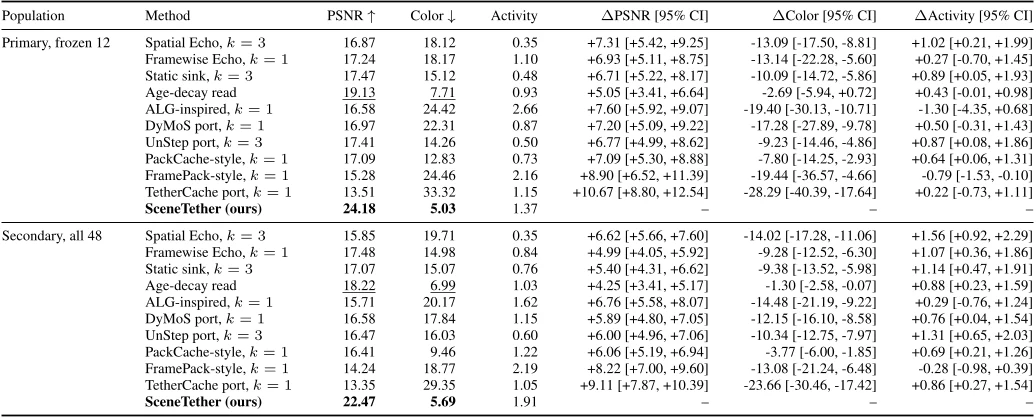 Population Method PSNR ↑ Color ↓ Activity ΔPSNR [95% CI] ΔColor [95% CI] ΔActivity [95% CI]
Primary, frozen 12 Spatial Echo, k = 3 16.87 18.12 0.35 +7.31 [+5.42, +9.25] -13.09 [-17.50, -8.81] +1.02 [+0.21, +1.99]
Framewise Echo, k = 1 17.24 18.17 1.10 +6.93 [+5.11, +8.75] -13.14 [-22.28, -5.60] +0.27 [-0.70, +1.45]
Static sink, k = 3 17.47 15.12 0.48 +6.71 [+5.22, +8.17] -10.09 [-14.72, -5.86] +0.89 [+0.05, +1.93]
Age-decay read 19.13 7.71 0.93 +5.05 [+3.41, +6.64] -2.69 [-5.94, +0.72] +0.43 [-0.01, +0.98]
ALG-inspired, k = 1 16.58 24.42 2.66 +7.60 [+5.92, +9.07] -19.40 [-30.13, -10.71] -1.30 [-4.35, +0.68]
DyMoS port, k = 1 16.97 22.31 0.87 +7.20 [+5.09, +9.22] -17.28 [-27.89, -9.78] +0.50 [-0.31, +1.43]
UnStep port, k = 3 17.41 14.26 0.50 +6.77 [+4.99, +8.62] -9.23 [-14.46, -4.86] +0.87 [+0.08, +1.86]
PackCache-style, k = 1 17.09 12.83 0.73 +7.09 [+5.30, +8.88] -7.80 [-14.25, -2.93] +0.64 [+0.06, +1.31]
FramePack-style, k = 1 15.28 24.46 2.16 +8.90 [+6.52, +11.39] -19.44 [-36.57, -4.66] -0.79 [-1.53, -0.10]
TetherCache port, k = 1 13.51 33.32 1.15 +10.67 [+8.80, +12.54] -28.29 [-40.39, -17.64] +0.22 [-0.73, +1.11]
SceneTether (ours) 24.18 5.03 1.37 – – –
Secondary, all 48 Spatial Echo, k = 3 15.85 19.71 0.35 +6.62 [+5.66, +7.60] -14.02 [-17.28, -11.06] +1.56 [+0.92, +2.29]
Framewise Echo, k = 1 17.48 14.98 0.84 +4.99 [+4.05, +5.92] -9.28 [-12.52, -6.30] +1.07 [+0.36, +1.86]
Static sink, k = 3 17.07 15.07 0.76 +5.40 [+4.31, +6.62] -9.38 [-13.52, -5.98] +1.14 [+0.47, +1.91]
Age-decay read 18.22 6.99 1.03 +4.25 [+3.41, +5.17] -1.30 [-2.58, -0.07] +0.88 [+0.23, +1.59]
ALG-inspired, k = 1 15.71 20.17 1.62 +6.76 [+5.58, +8.07] -14.48 [-21.19, -9.22] +0.29 [-0.76, +1.24]
DyMoS port, k = 1 16.58 17.84 1.15 +5.89 [+4.80, +7.05] -12.15 [-16.10, -8.58] +0.76 [+0.04, +1.54]
UnStep port, k = 3 16.47 16.03 0.60 +6.00 [+4.96, +7.06] -10.34 [-12.75, -7.97] +1.31 [+0.65, +2.03]
PackCache-style, k = 1 16.41 9.46 1.22 +6.06 [+5.19, +6.94] -3.77 [-6.00, -1.85] +0.69 [+0.21, +1.26]
FramePack-style, k = 1 14.24 18.77 2.19 +8.22 [+7.00, +9.60] -13.08 [-21.24, -6.48] -0.28 [-0.98, +0.39]
TetherCache port, k = 1 13.35 29.35 1.05 +9.11 [+7.87, +10.39] -23.66 [-30.46, -17.42] +0.86 [+0.27, +1.54]
SceneTether (ours) 22.47 5.69 1.91 – – –